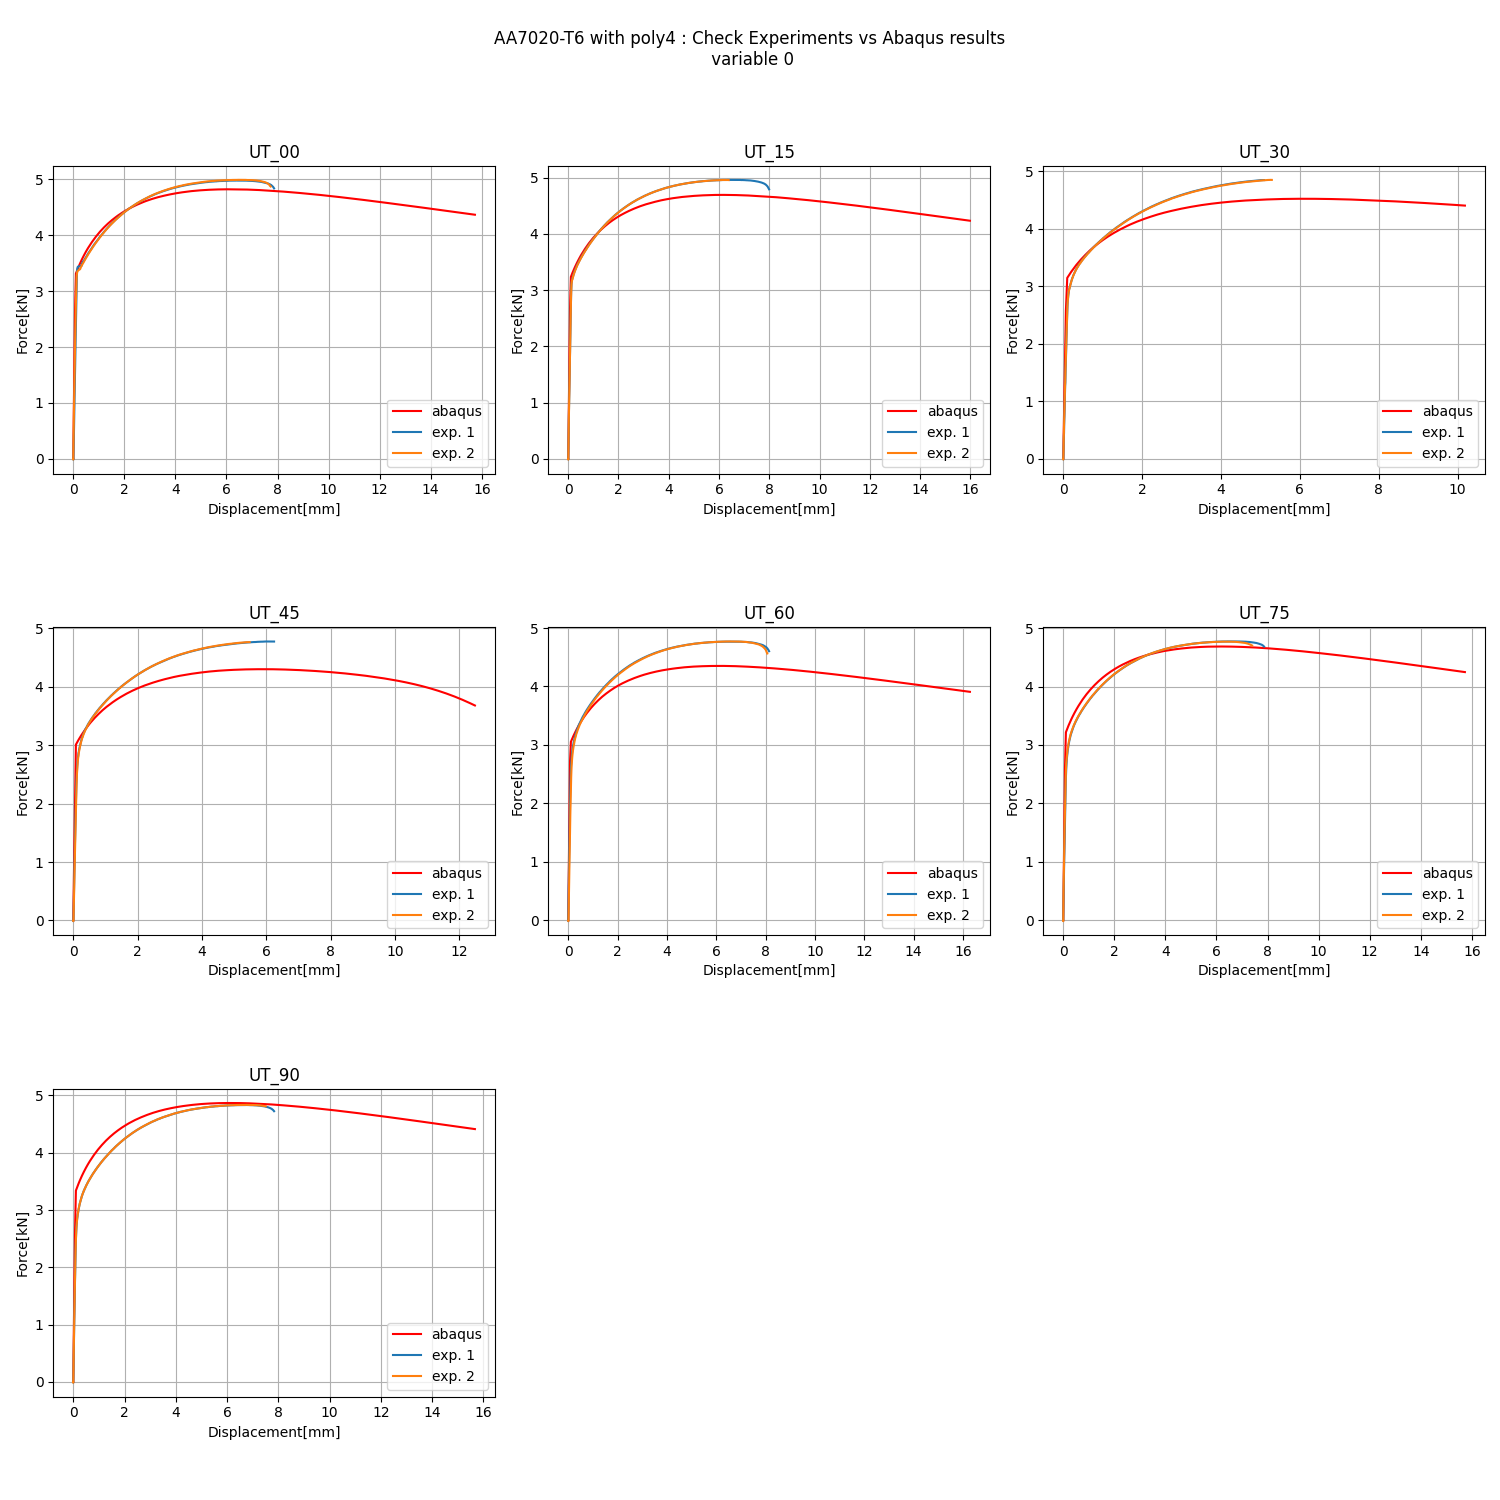 AA7020-T6 with poly4 : Check Experiments vs Abaqus results
variable 0
UT_00
Force[kN]
5
4
3
2
1
0
0 2 4 6 8 10 12 14 16
Displacement[mm]
abaqus
exp. 1
exp. 2
UT_15
Force[kN]
5
4
3
2
1
0
0 2 4 6 8 10 12 14 16
Displacement[mm]
abaqus
exp. 1
exp. 2
UT_30
Force[kN]
5
4
3
2
1
0
0 2 4 6 8 10
Displacement[mm]
abaqus
exp. 1
exp. 2
UT_45
Force[kN]
5
4
3
2
1
0
0 2 4 6 8 10 12
Displacement[mm]
abaqus
exp. 1
exp. 2
UT_60
Force[kN]
5
4
3
2
1
0
0 2 4 6 8 10 12 14 16
Displacement[mm]
abaqus
exp. 1
exp. 2
UT_75
Force[kN]
5
4
3
2
1
0
0 2 4 6 8 10 12 14 16
Displacement[mm]
abaqus
exp. 1
exp. 2
UT_90
Force[kN]
5
4
3
2
1
0
0 2 4 6 8 10 12 14 16
Displacement[mm]
abaqus
exp. 1
exp. 2